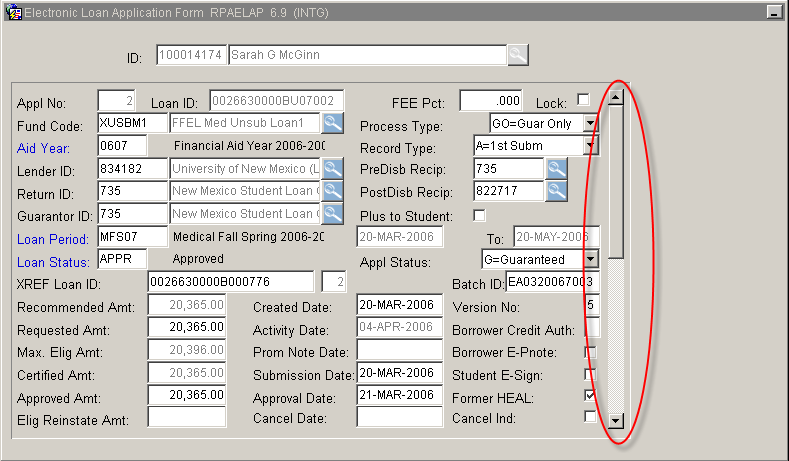 Electronic Loan Application Form RPAELAP 6.9 (INTG)
ID: 100014174 Sarah G McGinn
Appl No: 2 Loan ID: 0026630000BU07002 FEE Pct: .000 Lock:
Fund Code: XUSBM1 FFEL Med Unsub Loan1 Process Type: GO=Guar Only
Aid Year: 0607 Financial Aid Year 2006-200 Record Type: A=1st Subm
Lender ID: 834182 University of New Mexico (L PreDisb Recip: 735
Return ID: 735 New Mexico Student Loan PostDisb Recip: 822717
Guarantor ID: 735 New Mexico Student Loan Plus to Student:
Loan Period: MFS07 Medical Fall Spring 2006-20 20-MAR-2006 To: 20-MAY-2006
Loan Status: APPR Approved Appl Status: G=Guaranteed
XREF Loan ID: 0026630000B000776 2 Batch ID: EA0320067003
Recommended Amt: 20,365.00 Created Date: 20-MAR-2006 Version No: 5
Requested Amt: 20,365.00 Activity Date: 04-APR-2006 Borrower Credit Auth:
Max. Elig Amt: 20,396.00 Prom Note Date: Borrower E-Pnote:
Certified Amt: 20,365.00 Submission Date: 20-MAR-2006 Student E-Sign:
Approved Amt: 20,365.00 Approval Date: 21-MAR-2006 Former HEAL:
Elig Reinstate Amt: Cancel Date: Cancel Ind: